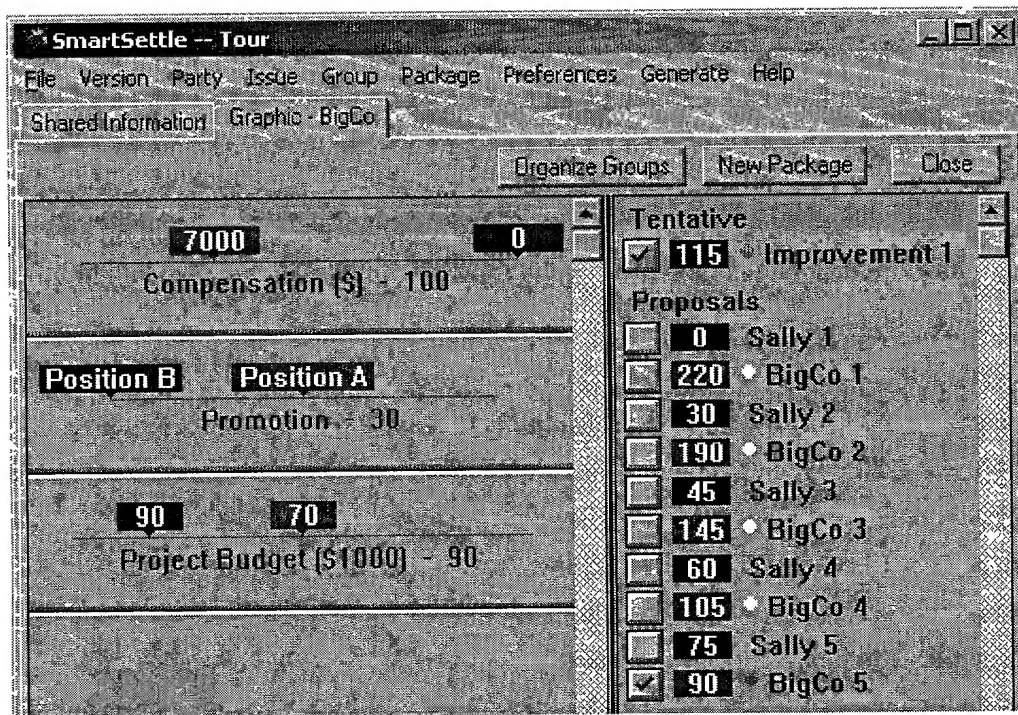 SmartSettle -- Tour
File Version Party Issue Group Package Preferences Generate Help
Shared Information Graphic - BigCo
Organize Groups New Package Close
7000 0
Compensation ($) - 100
Position B Position A
Promotion - 30
90 70
Project Budget ($1000) - 90
Tentative
115 Improvement 1
Proposals
0 Sally 1
220 BigCo 1
30 Sally 2
190 BigCo 2
45 Sally 3
145 BigCo 3
60 Sally 4
105 BigCo 4
75 Sally 5
90 BigCo 5